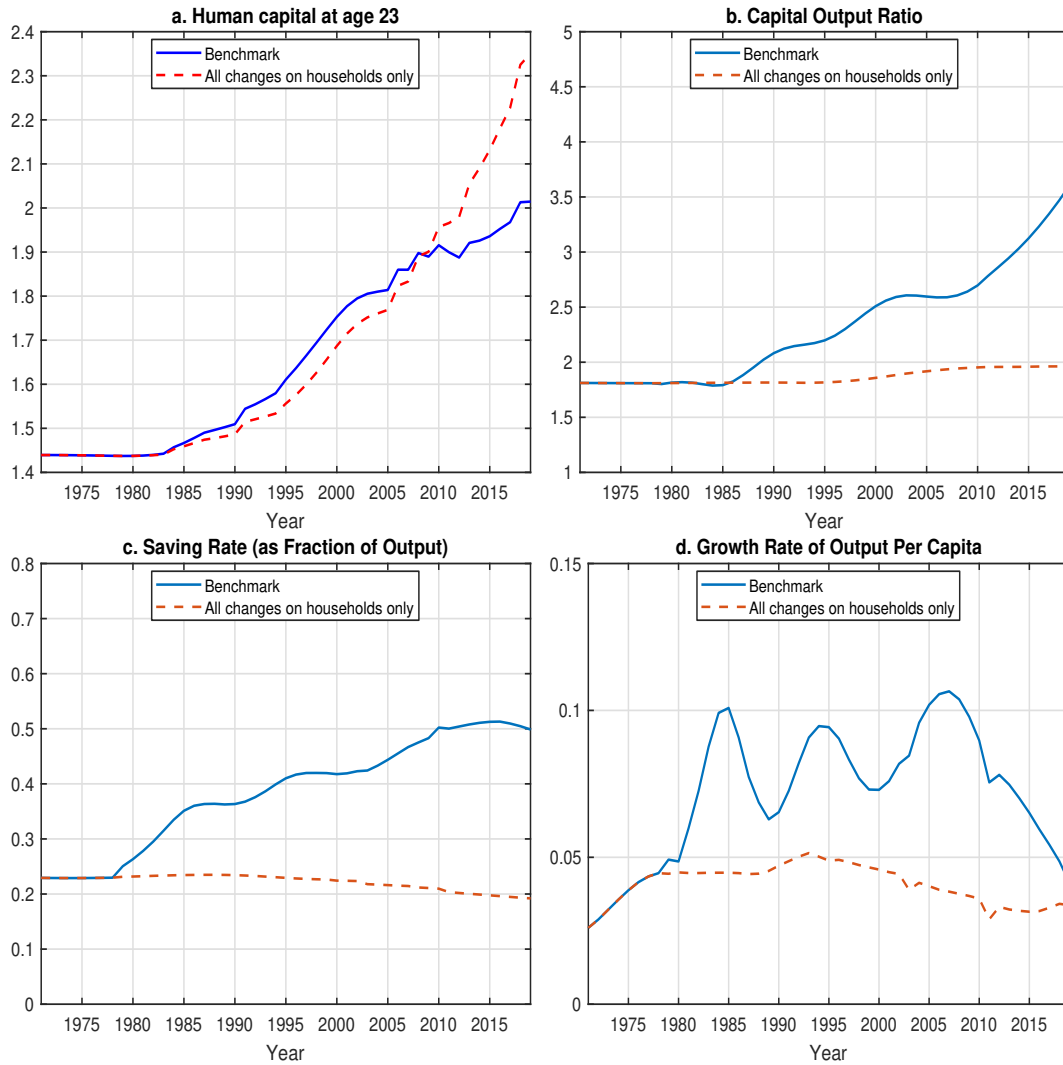 a. Human capital at age 23
2.4
2.3
2.2
2.1
2
1.9
1.8
1.7
1.6
1.5
1.4
Benchmark
All changes on households only
1975 1980 1985 1990 1995 2000 2005 2010 2015
Year
b. Capital Output Ratio
5
4.5
4
3.5
3
2.5
2
1.5
1
Benchmark
All changes on households only
1975 1980 1985 1990 1995 2000 2005 2010 2015
Year
c. Saving Rate (as Fraction of Output)
0.8
0.7
0.6
0.5
0.4
0.3
0.2
0.1
0
Benchmark
All changes on households only
1975 1980 1985 1990 1995 2000 2005 2010 2015
Year
d. Growth Rate of Output Per Capita
0.15
0.1
0.05
0
Benchmark
All changes on households only
1975 1980 1985 1990 1995 2000 2005 2010 2015
Year